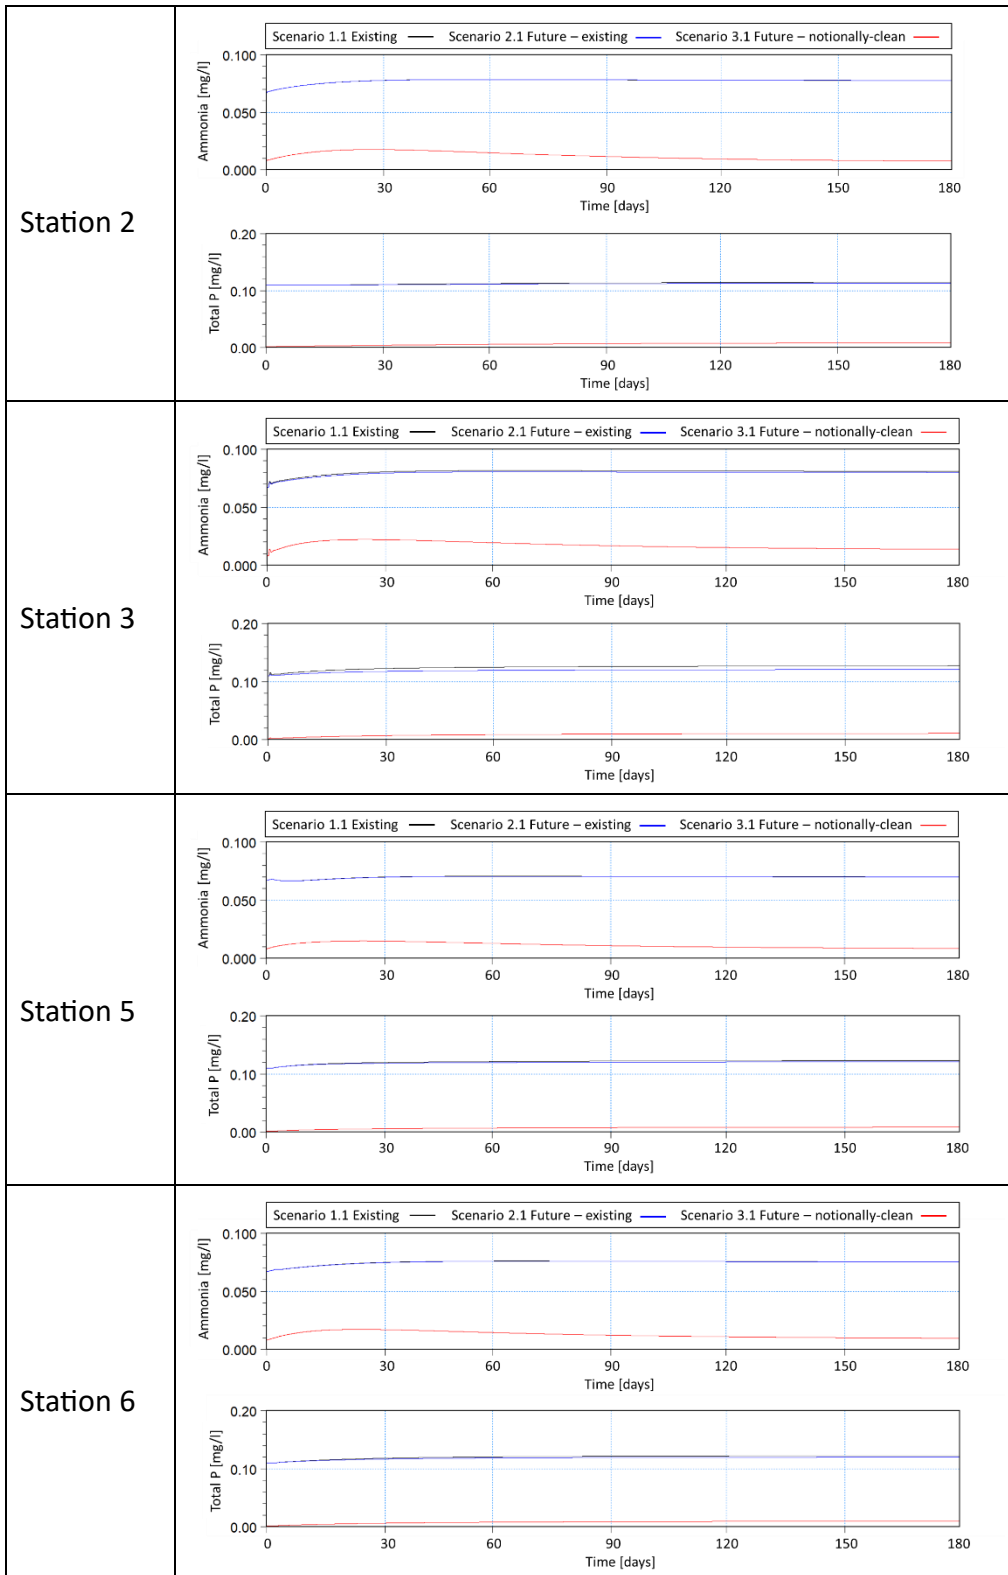 Station 2
Scenario 1.1 Existing Scenario 2.1 Future – existing Scenario 3.1 Future – notionally-clean
Ammonia [mg/l]
0.100
0.050
0.000
0 30 60 90 120 150 180
Time [days]
Total P [mg/l]
0.20
0.10
0.00
0 30 60 90 120 150 180
Time [days]
Station 3
Scenario 1.1 Existing Scenario 2.1 Future – existing Scenario 3.1 Future – notionally-clean
Ammonia [mg/l]
0.100
0.050
0.000
0 30 60 90 120 150 180
Time [days]
Total P [mg/l]
0.20
0.10
0.00
0 30 60 90 120 150 180
Time [days]
Station 5
Scenario 1.1 Existing Scenario 2.1 Future – existing Scenario 3.1 Future – notionally-clean
Ammonia [mg/l]
0.100
0.050
0.000
0 30 60 90 120 150 180
Time [days]
Total P [mg/l]
0.20
0.10
0.00
0 30 60 90 120 150 180
Time [days]
Station 6
Scenario 1.1 Existing Scenario 2.1 Future – existing Scenario 3.1 Future – notionally-clean
Ammonia [mg/l]
0.100
0.050
0.000
0 30 60 90 120 150 180
Time [days]
Total P [mg/l]
0.20
0.10
0.00
0 30 60 90 120 150 180
Time [days]